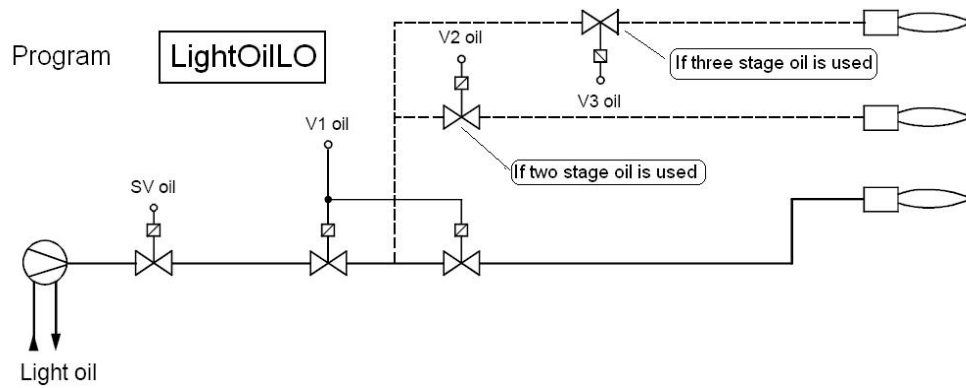 Program
LightOilLO
V2 oil
If three stage oil is used
V3 oil
V1 oil
If two stage oil is used
SV oil
Light oil